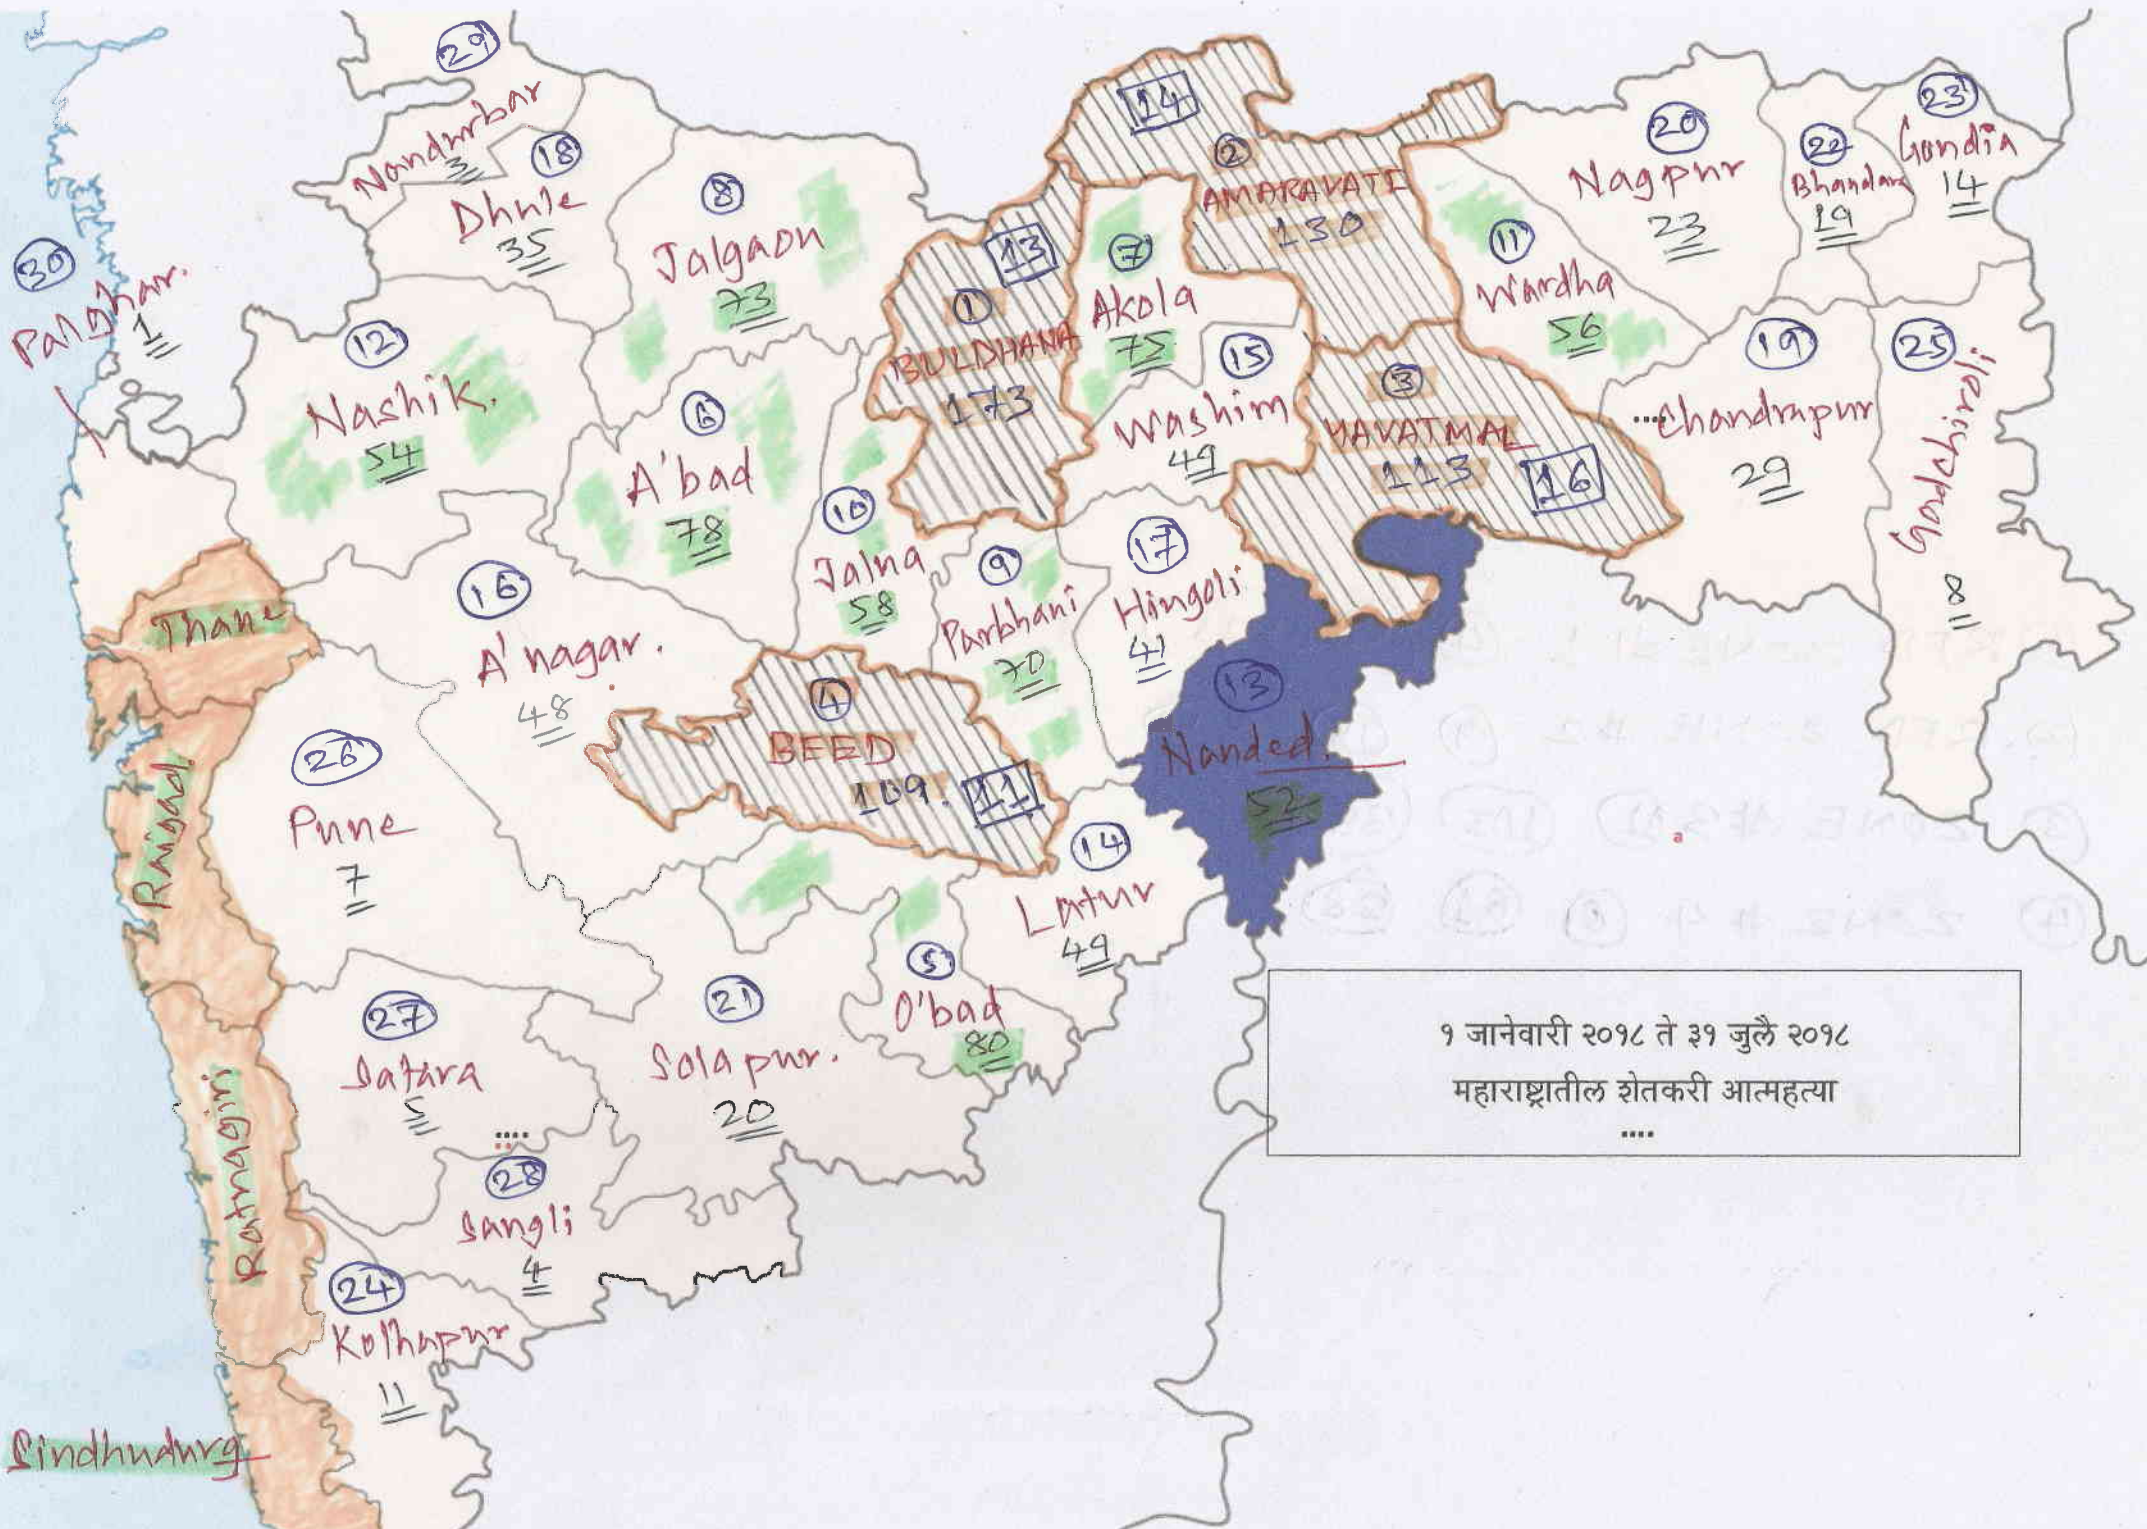 29
Nandurbar
3
18
Dhule
35
8
Jalgaon
73
14
2
AMARAVATI
130
20
Nagpur
23
22
Bhandara
19
23
Gondia
14
30
Palghar.
1
12
Nashik.
54
6
A'bad
78
13
1
BULDHANA
173
7
Akola
75
15
Washim
49
11
Wardha
56
3
YAVATMAL
113
16
19
Chandrapur
29
25
Gaddchiroli
8
10
Jalna
58
9
Parbhani
70
17
Hingoli
41
13
Nanded.
52
Thane
16
A'nagar.
48
4
BEED
109.
11
Raigad
26
Pune
7
14
Latur
49
5
O'bad
80
27
Satara
5
21
Solapur.
20
Ratnagiri
28
Sangli
4
24
Kolhapur
11
Sindhudurg
१ जानेवारी २०१८ ते ३१ जुलै २०१८
महाराष्ट्रातील शेतकरी आत्महत्या
....